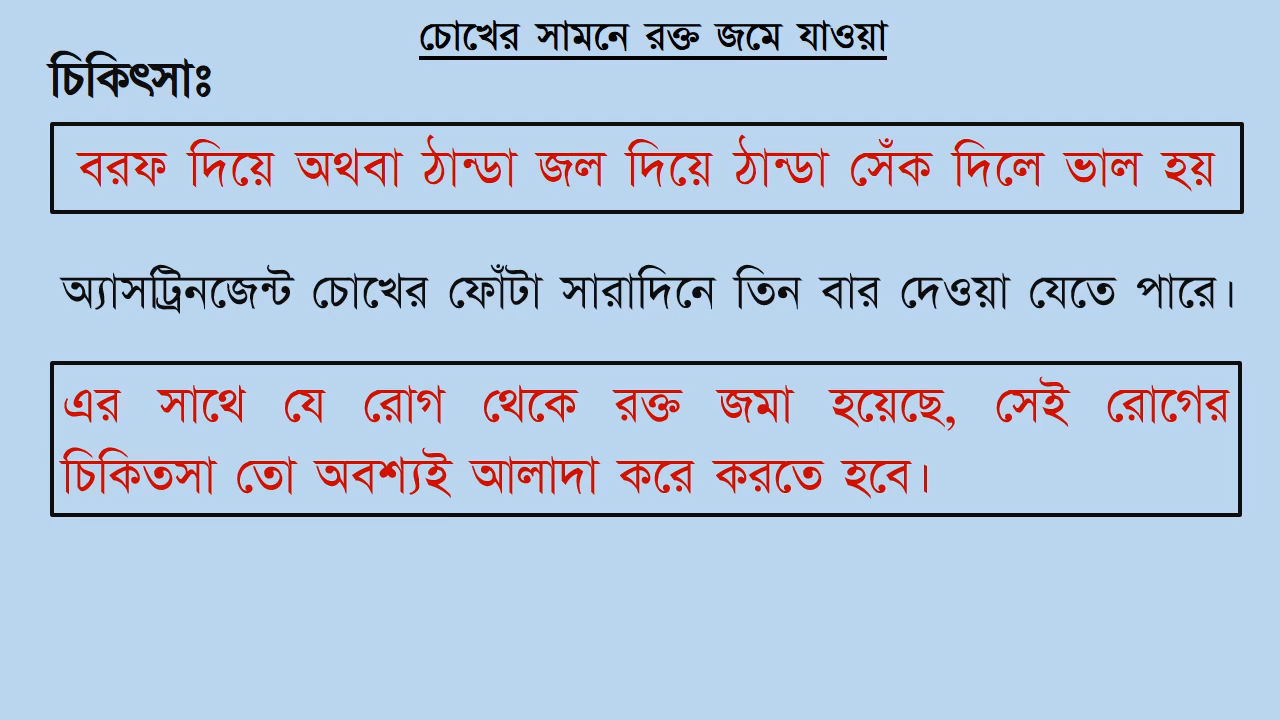 চোখের সামনে রক্ত জমে যাওয়া
চিকিৎসাঃ
বরফ দিয়ে অথবা ঠান্ডা জল দিয়ে ঠান্ডা সেঁক দিলে ভাল হয়
অ্যাসট্রিনজেন্ট চোখের ফোঁটা সারাদিনে তিন বার দেওয়া যেতে পারে।
এর সাথে যে রোগ থেকে রক্ত জমা হয়েছে, সেই রোগের
চিকিতসা তো অবশ্যই আলাদা করে করতে হবে।